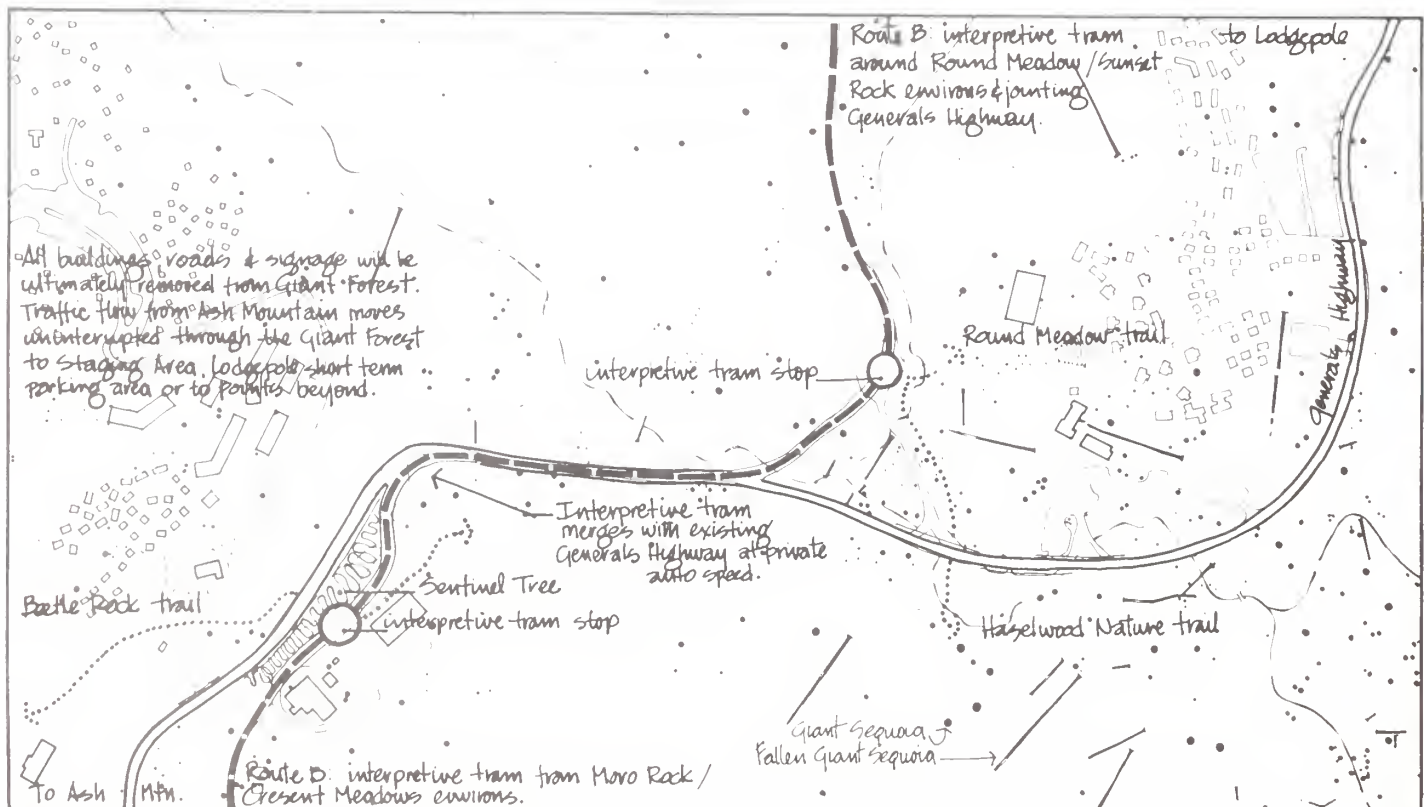 Route B: interpretive tram
around Round Meadow/Sunset
Rock environs & jointing
Generals Highway.
to Lodgepole
All buildings, roads & signage will be
ultimately removed from Giant Forest.
Traffic flow from Ash Mountain moves
uninterrupted through the Giant Forest
to Staging Area, Lodgepole short term
parking area or to points beyond.
Generals Highway
Round Meadow trail
interpretive tram stop
Interpretive tram
merges with existing
Generals Highway at private
auto speed.
Sentinel Tree
interpretive tram stop
Beetle Rock trail
Hazelwood Nature trail
Giant Sequoia
Fallen Giant Sequoia
Route B: interpretive tram from Moro Rock/
Cresent Meadows environs.
To Ash Mtn.